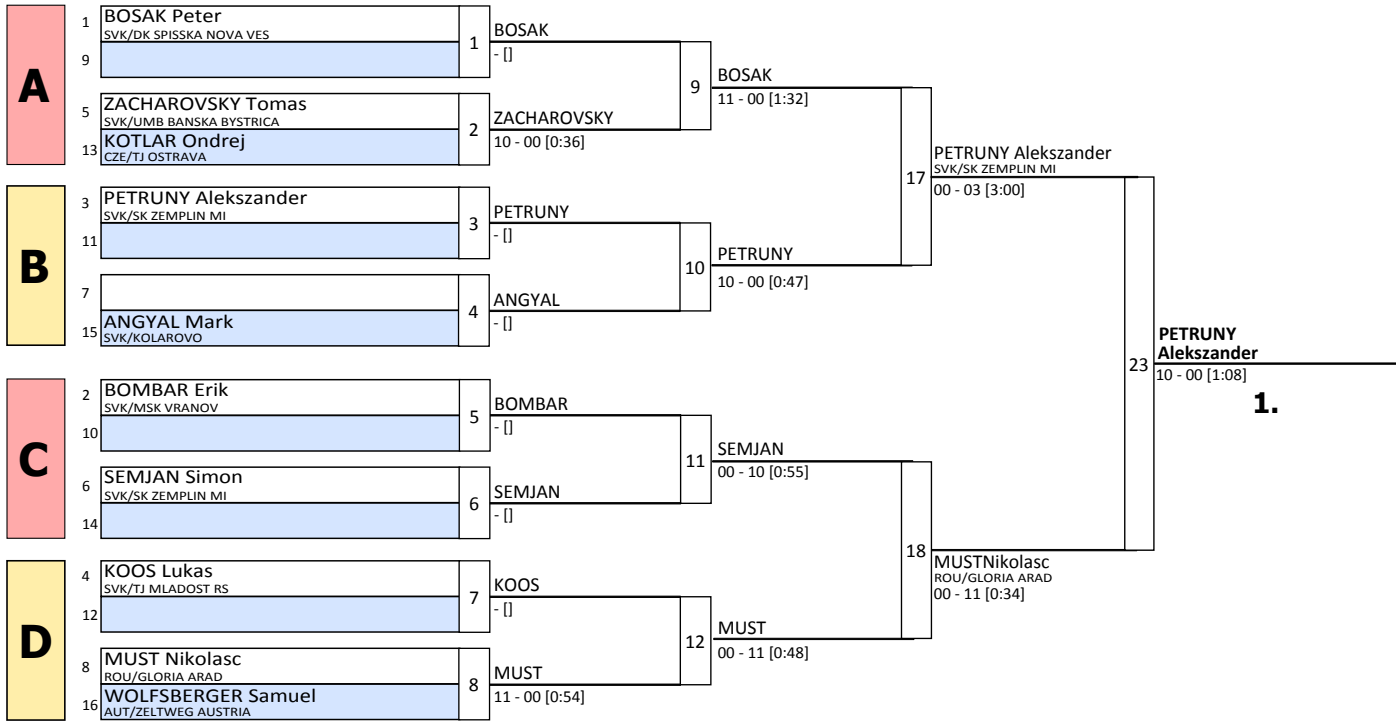 A
1
BOSAK Peter
SVK/DK SPISSKA NOVA VES
9
1
BOSAK
- []
5
ZACHAROVSKY Tomas
SVK/UMB BANSKA BYSTRICA
13
KOTLAR Ondrej
CZE/TJ OSTRAVA
2
ZACHAROVSKY
10 - 00 [0:36]
9
BOSAK
11 - 00 [1:32]
B
3
PETRUNY Alekszander
SVK/SK ZEMPLIN MI
11
3
PETRUNY
- []
7
15
ANGYAL Mark
SVK/KOLAROVO
4
ANGYAL
- []
10
PETRUNY
10 - 00 [0:47]
17
PETRUNY Alekszander
SVK/SK ZEMPLIN MI
00 - 03 [3:00]
C
2
BOMBAR Erik
SVK/MSK VRANOV
10
5
BOMBAR
- []
6
SEMJAN Simon
SVK/SK ZEMPLIN MI
14
6
SEMJAN
- []
11
SEMJAN
00 - 10 [0:55]
D
4
KOOS Lukas
SVK/TJ MLADOST RS
12
7
KOOS
- []
8
MUST Nikolasc
ROU/GLORIA ARAD
16
WOLFSBERGER Samuel
AUT/ZELTWEG AUSTRIA
8
MUST
11 - 00 [0:54]
12
MUST
00 - 11 [0:48]
18
MUSTNikolasc
ROU/GLORIA ARAD
00 - 11 [0:34]
23
PETRUNY
Alekszander
10 - 00 [1:08]
1.